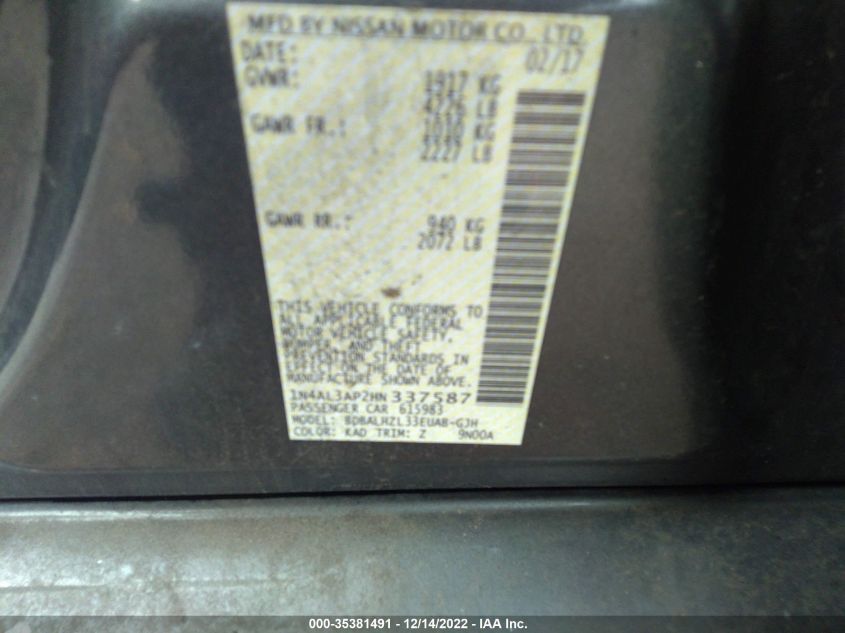 MFD BY NISSAN MOTOR CO., LTD.
DATE: 02/17
GVWR: 1917 KG
4226 LB
GAWR FR.: 1010 KG
2227 LB
GAWR RR.: 940 KG
2072 LB
THIS VEHICLE CONFORMS TO
ALL APPLICABLE FEDERAL
MOTOR VEHICLE SAFETY,
BUMPER, AND THEFT
PREVENTION STANDARDS IN
EFFECT ON THE DATE OF
MANUFACTURE SHOWN ABOVE.
1N4AL3AP2HN 337587
PASSENGER CAR 615983
MODEL: BDBALHZL33EUAB-GJH
COLOR: KAD TRIM: Z 9N00A
000-35381491 - 12/14/2022 - IAA Inc.